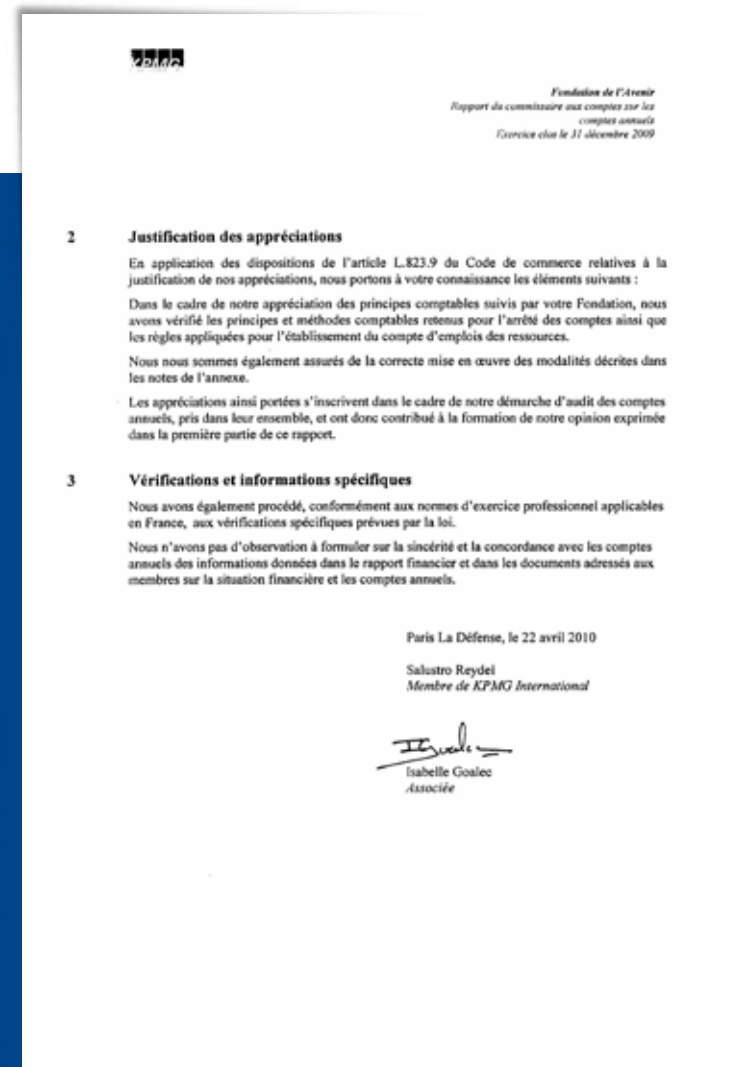 KPMG
Fondation de l'Avenir
Rapport du commissaire aux comptes sur les
comptes annuels
Exercice clos le 31 décembre 2009
2 Justification des appréciations
En application des dispositions de l'article L.823.9 du Code de commerce relatives à la
justification de nos appréciations, nous portons à votre connaissance les éléments suivants :
Dans le cadre de notre appréciation des principes comptables suivis par votre Fondation, nous
avons vérifié les principes et méthodes comptables retenus pour l'arrêté des comptes ainsi que
les règles appliquées pour l'établissement du compte d'emplois des ressources.
Nous nous sommes également assurés de la correcte mise en œuvre des modalités décrites dans
les notes de l'annexe.
Les appréciations ainsi portées s'inscrivent dans le cadre de notre démarche d'audit des comptes
annuels, pris dans leur ensemble, et ont donc contribué à la formation de notre opinion exprimée
dans la première partie de ce rapport.
3 Vérifications et informations spécifiques
Nous avons également procédé, conformément aux normes d'exercice professionnel applicables
en France, aux vérifications spécifiques prévues par la loi.
Nous n'avons pas d'observation à formuler sur la sincérité et la concordance avec les comptes
annuels des informations données dans le rapport financier et dans les documents adressés aux
membres sur la situation financière et les comptes annuels.
Paris La Défense, le 22 avril 2010
Salustro Reydel
Membre de KPMG International
IGoalec
Isabelle Goalec
Associée